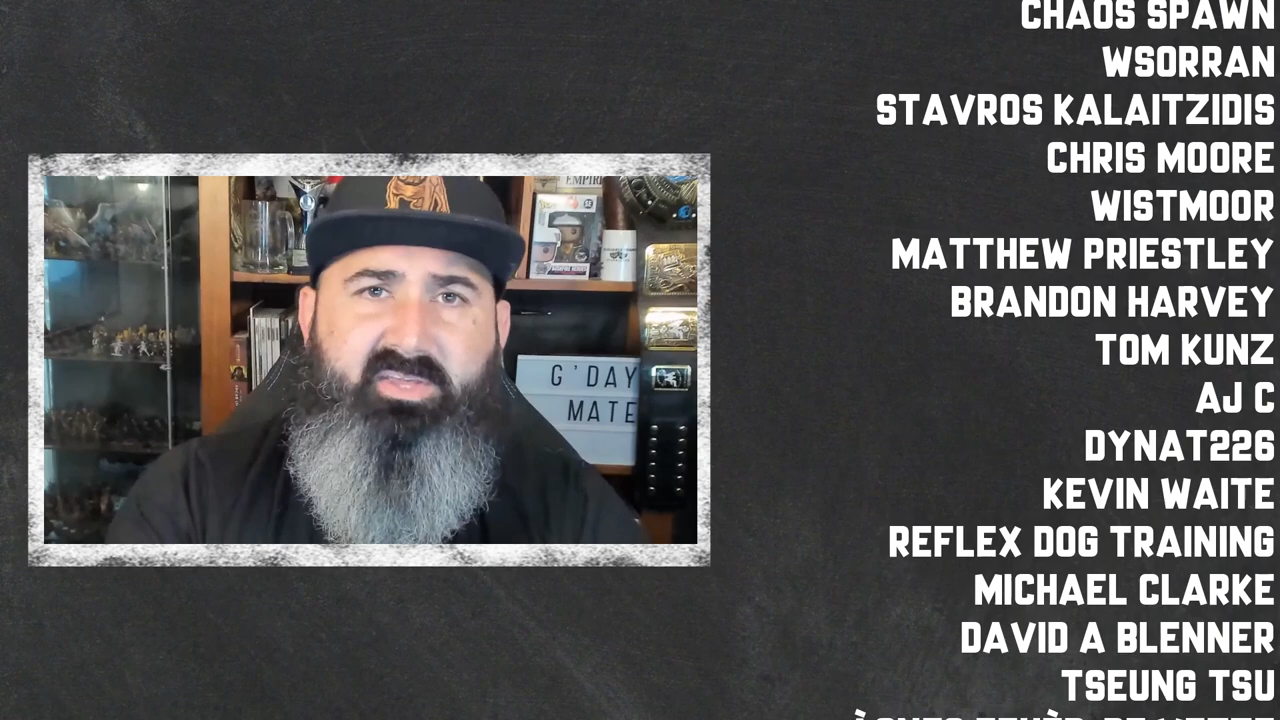 CHAOS SPAWN
WSORRAN
STAVROS KALAITZIDIS
CHRIS MOORE
WISTMOOR
MATTHEW PRIESTLEY
BRANDON HARVEY
TOM KUNZ
AJ C
DYNAT226
KEVIN WAITE
REFLEX DOG TRAINING
MICHAEL CLARKE
DAVID A BLENNER
TSEUNG TSU
EMPIRE
G'DAY
MATE